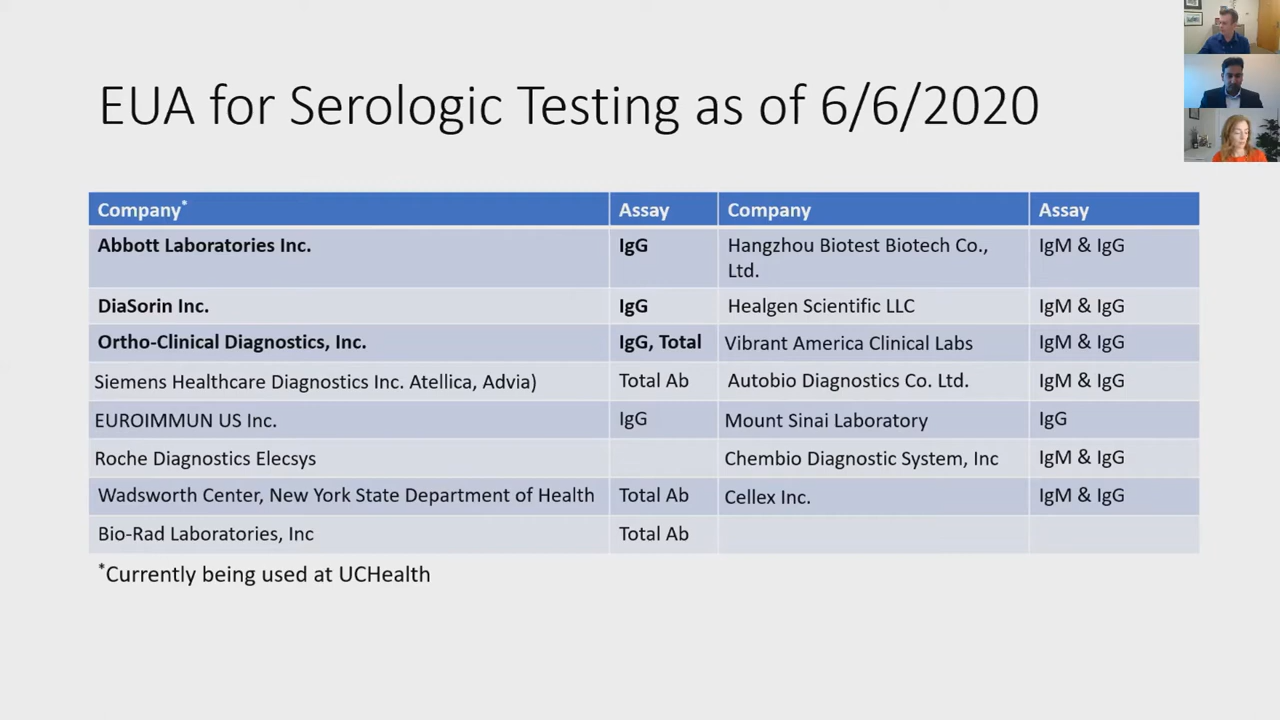 EUA for Serologic Testing as of 6/6/2020
Company* Assay Company Assay
Abbott Laboratories Inc. IgG Hangzhou Biotest Biotech Co.,
Ltd. IgM & IgG
DiaSorin Inc. IgG Healgen Scientific LLC IgM & IgG
Ortho-Clinical Diagnostics, Inc. IgG, Total Vibrant America Clinical Labs IgM & IgG
Siemens Healthcare Diagnostics Inc. Atellica, Advia) Total Ab Autobio Diagnostics Co. Ltd. IgM & IgG
EUROIMMUN US Inc. IgG Mount Sinai Laboratory IgG
Roche Diagnostics Elecsys Chembio Diagnostic System, Inc IgM & IgG
Wadsworth Center, New York State Department of Health Total Ab Cellex Inc. IgM & IgG
Bio-Rad Laboratories, Inc Total Ab
*Currently being used at UCHealth